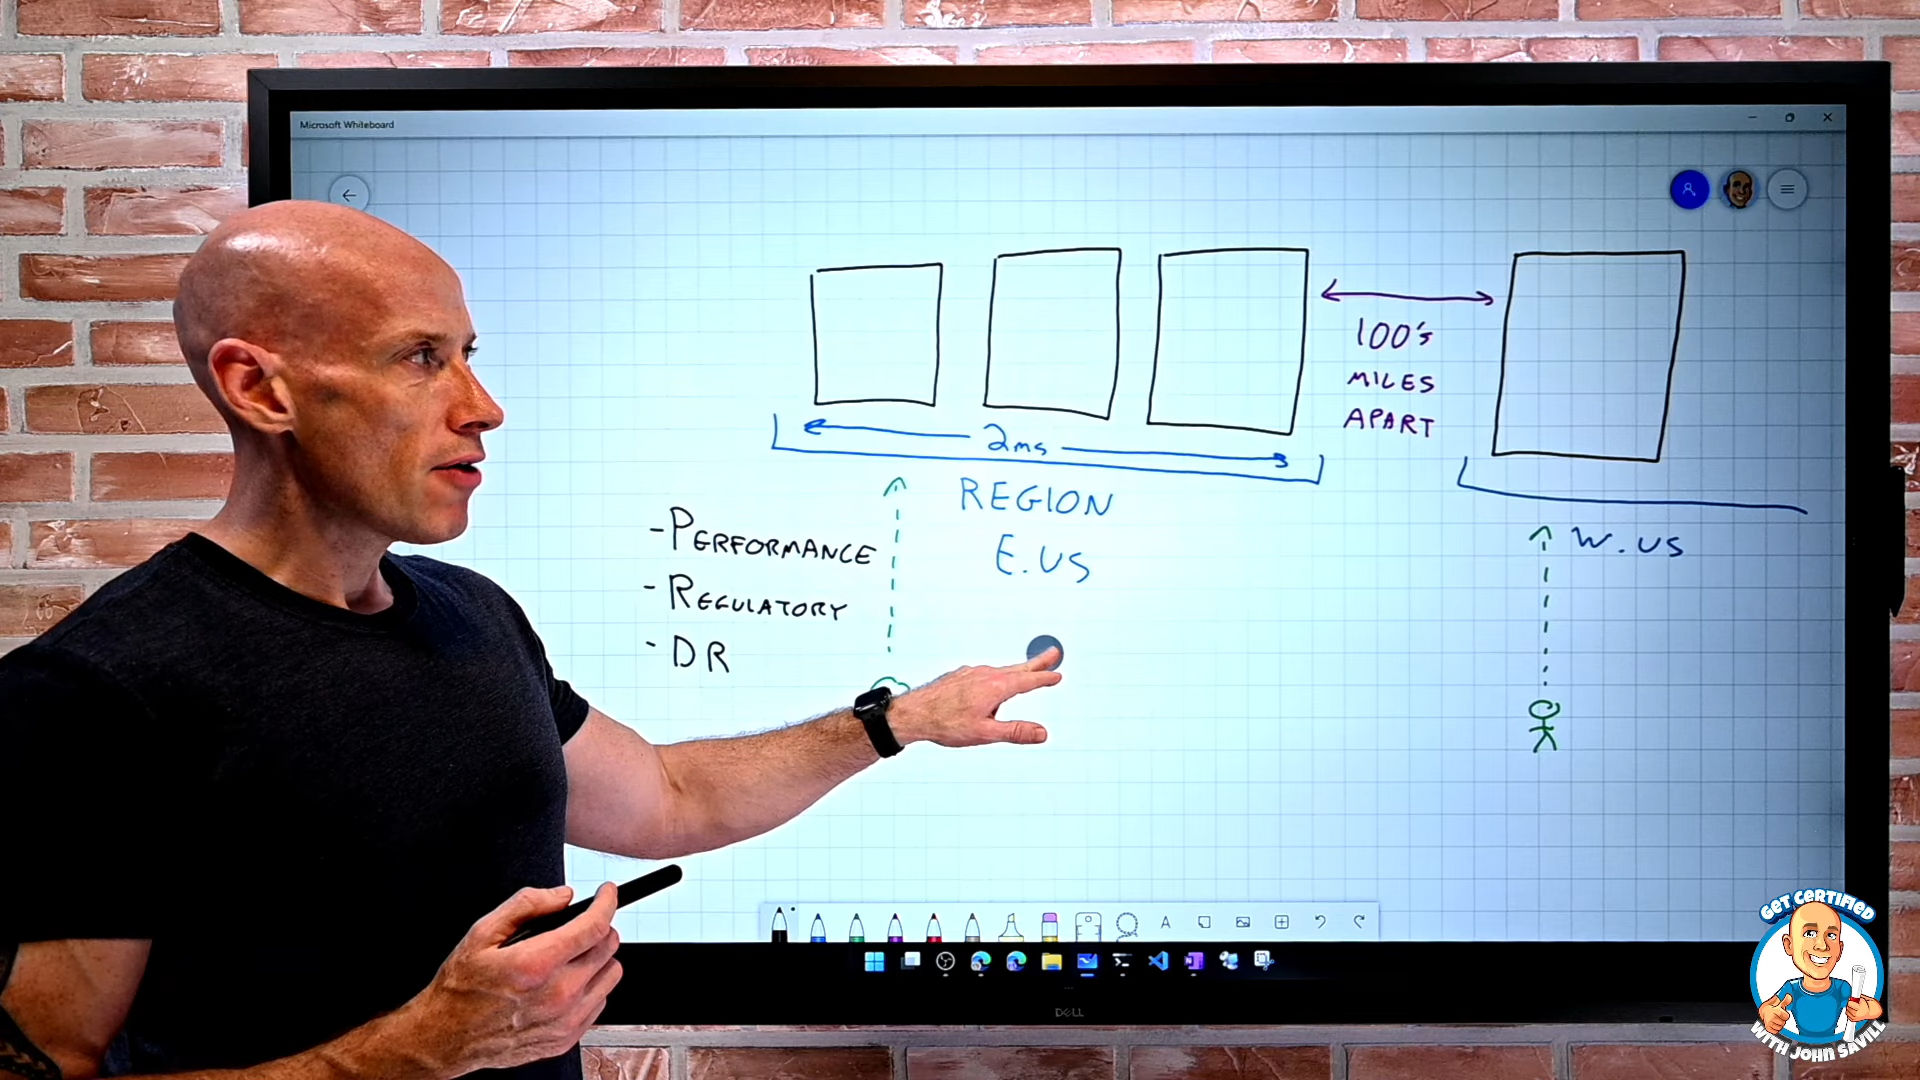 Microsoft Whiteboard
100's
MILES
APART
2ms
REGION
E.US
- PERFORMANCE
- REGULATORY
- DR
W.US
A
DELL
GET CERTIFIED
WITH JOHN SAVILL